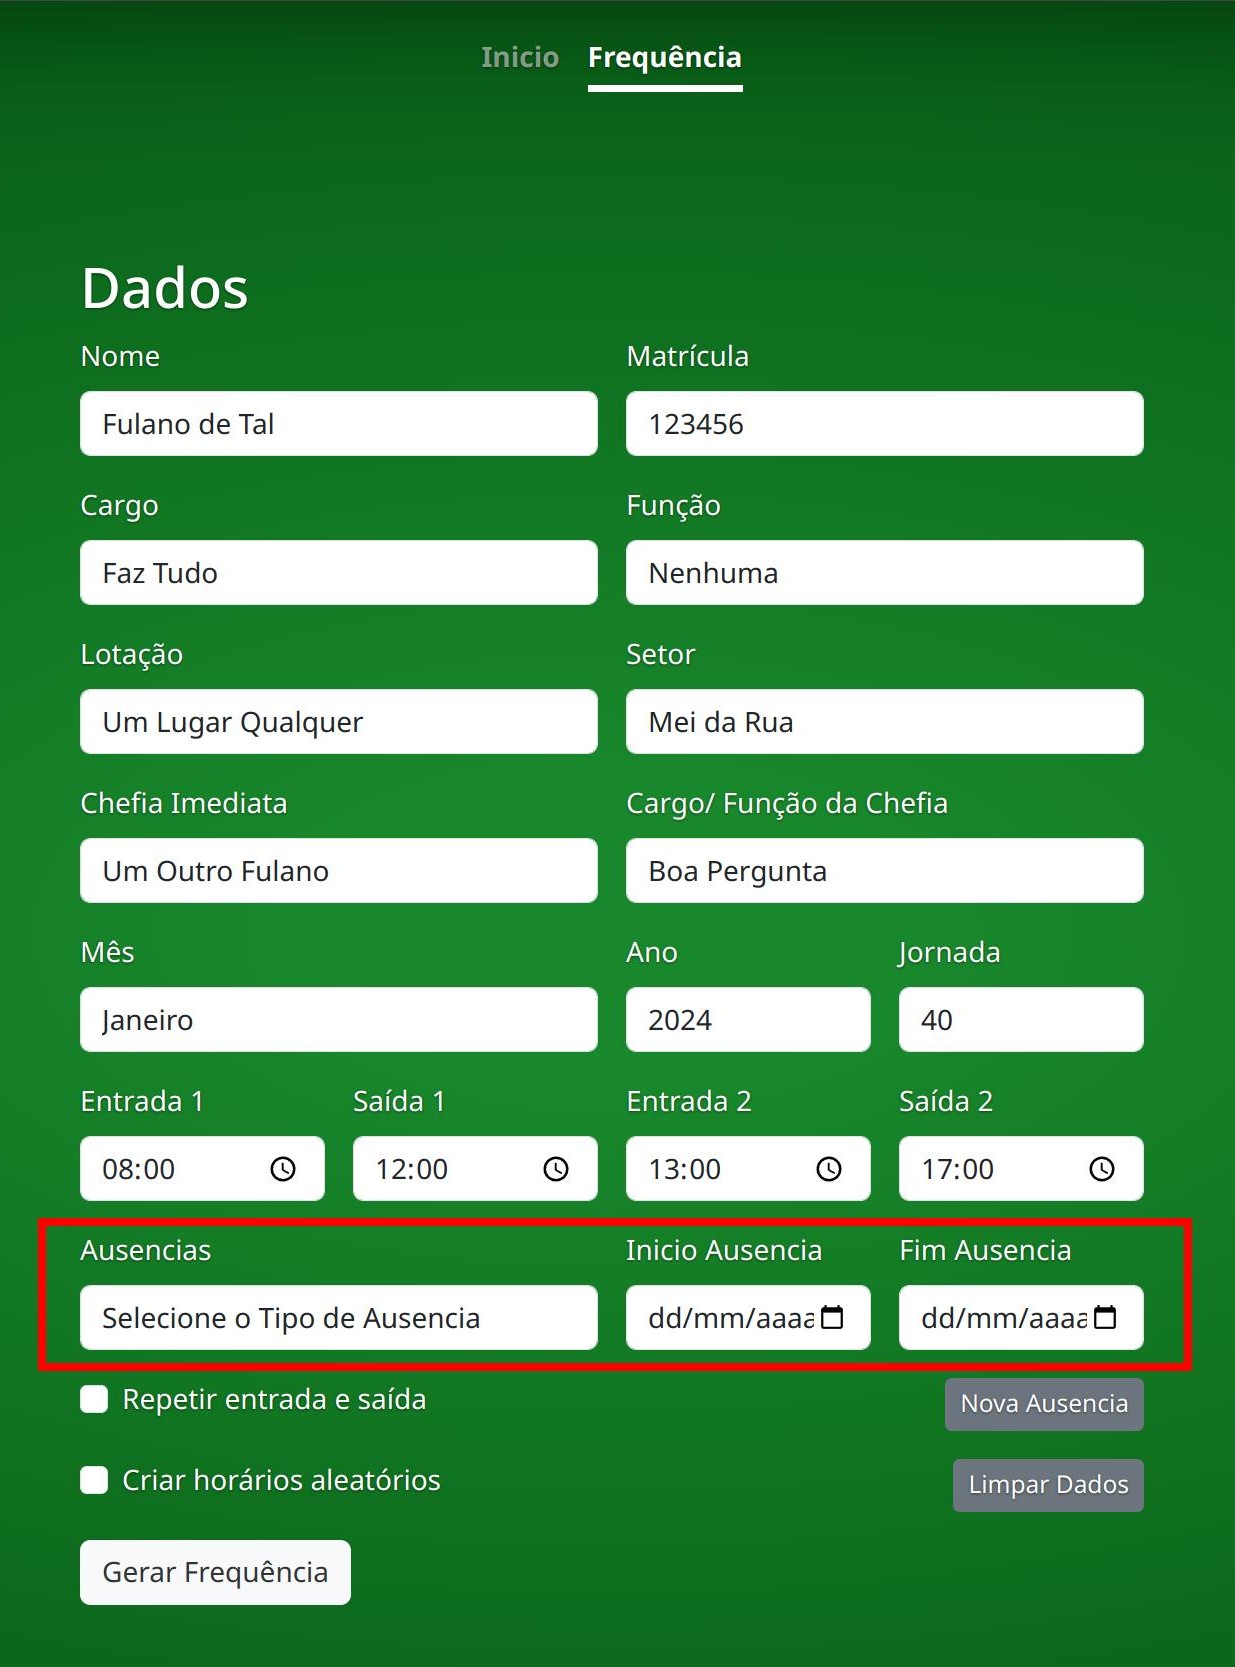 Inicio Frequência
Dados
Nome Matrícula
Fulano de Tal 123456
Cargo Função
Faz Tudo Nenhuma
Lotação Setor
Um Lugar Qualquer Mei da Rua
Chefia Imediata Cargo/ Função da Chefia
Um Outro Fulano Boa Pergunta
Mês Ano Jornada
Janeiro 2024 40
Entrada 1 Saída 1 Entrada 2 Saída 2
08:00 12:00 13:00 17:00
Ausencias Inicio Ausencia Fim Ausencia
Selecione o Tipo de Ausencia dd/mm/aaaa dd/mm/aaaa
Repetir entrada e saída Nova Ausencia
Criar horários aleatórios Limpar Dados
Gerar Frequência